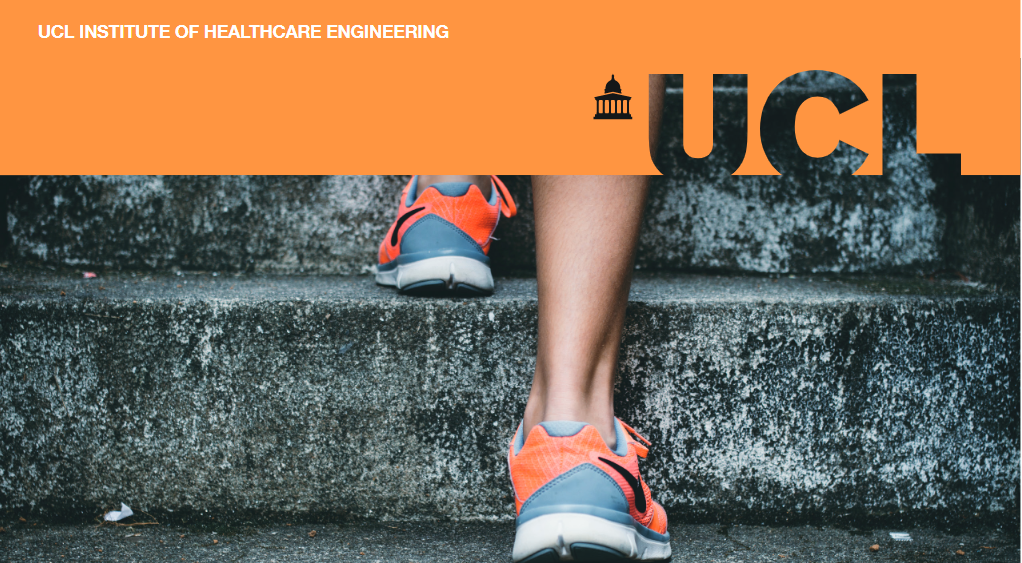 UCL INSTITUTE OF HEALTHCARE ENGINEERING
UCL